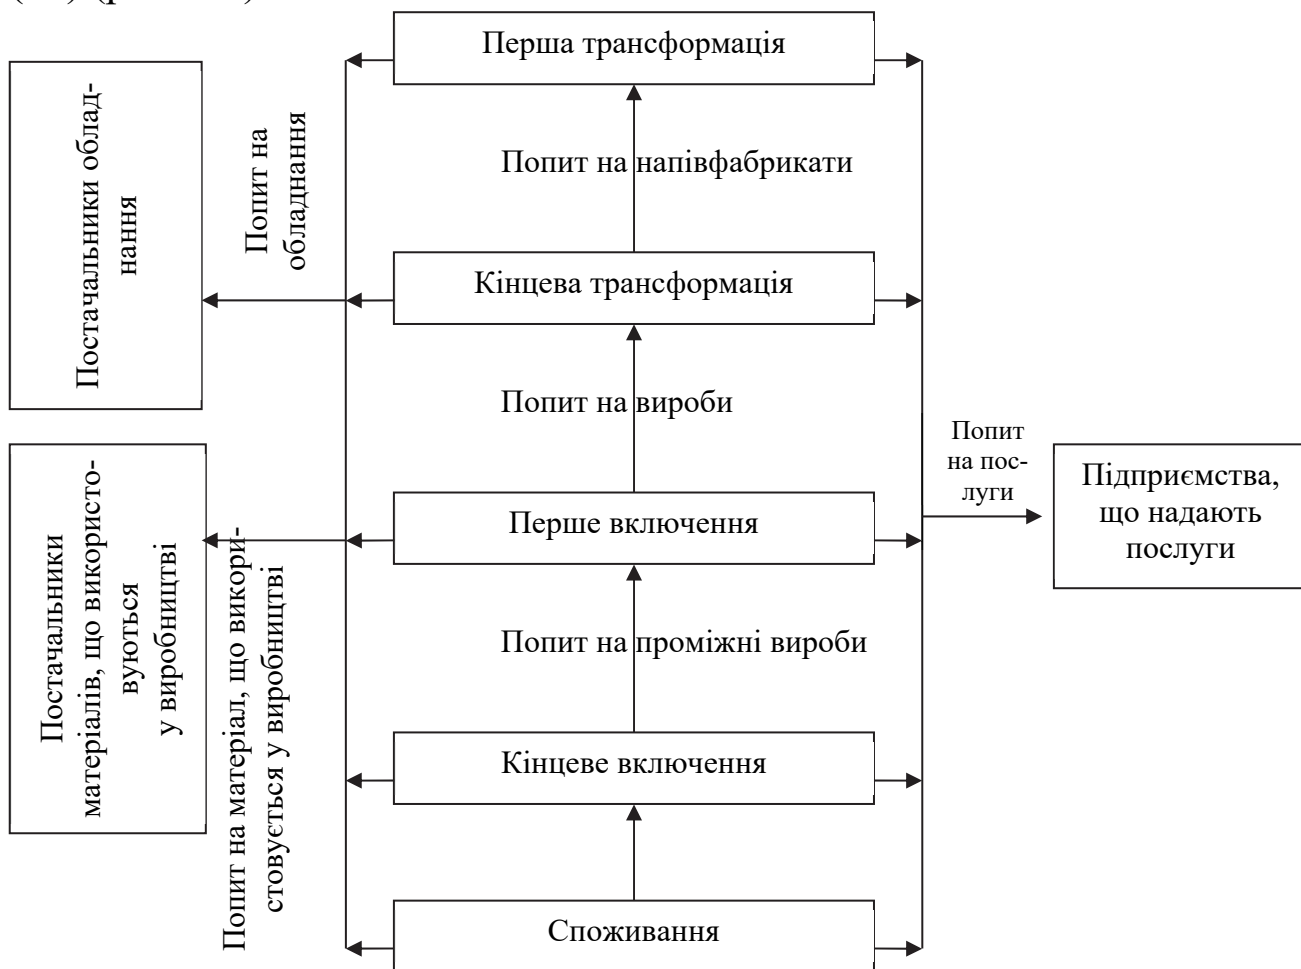 Перша трансформація
Постачальники облад-
нання
Попит на
обладнання
Попит на напівфабрикати
Кінцева трансформація
Попит на вироби
Попит
на пос-
луги
Підприємства,
що надають
послуги
Постачальники
матеріалів, що використо-
вуються
у виробництві
Попит на матеріал, що викори-
стовується у виробництві
Перше включення
Попит на проміжні вироби
Кінцеве включення
Споживання